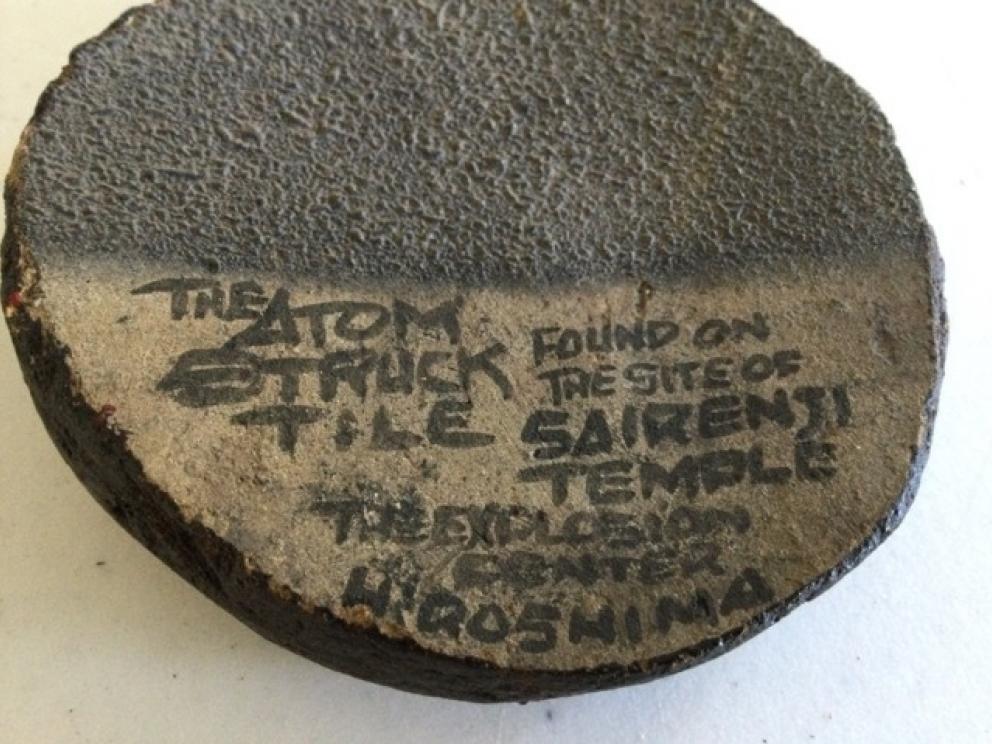 THE ATOM
STRUCK
TILE
FOUND ON
THE SITE OF
SAIRENJI
TEMPLE
THE EXPLOSION
CENTER
HIROSHIMA